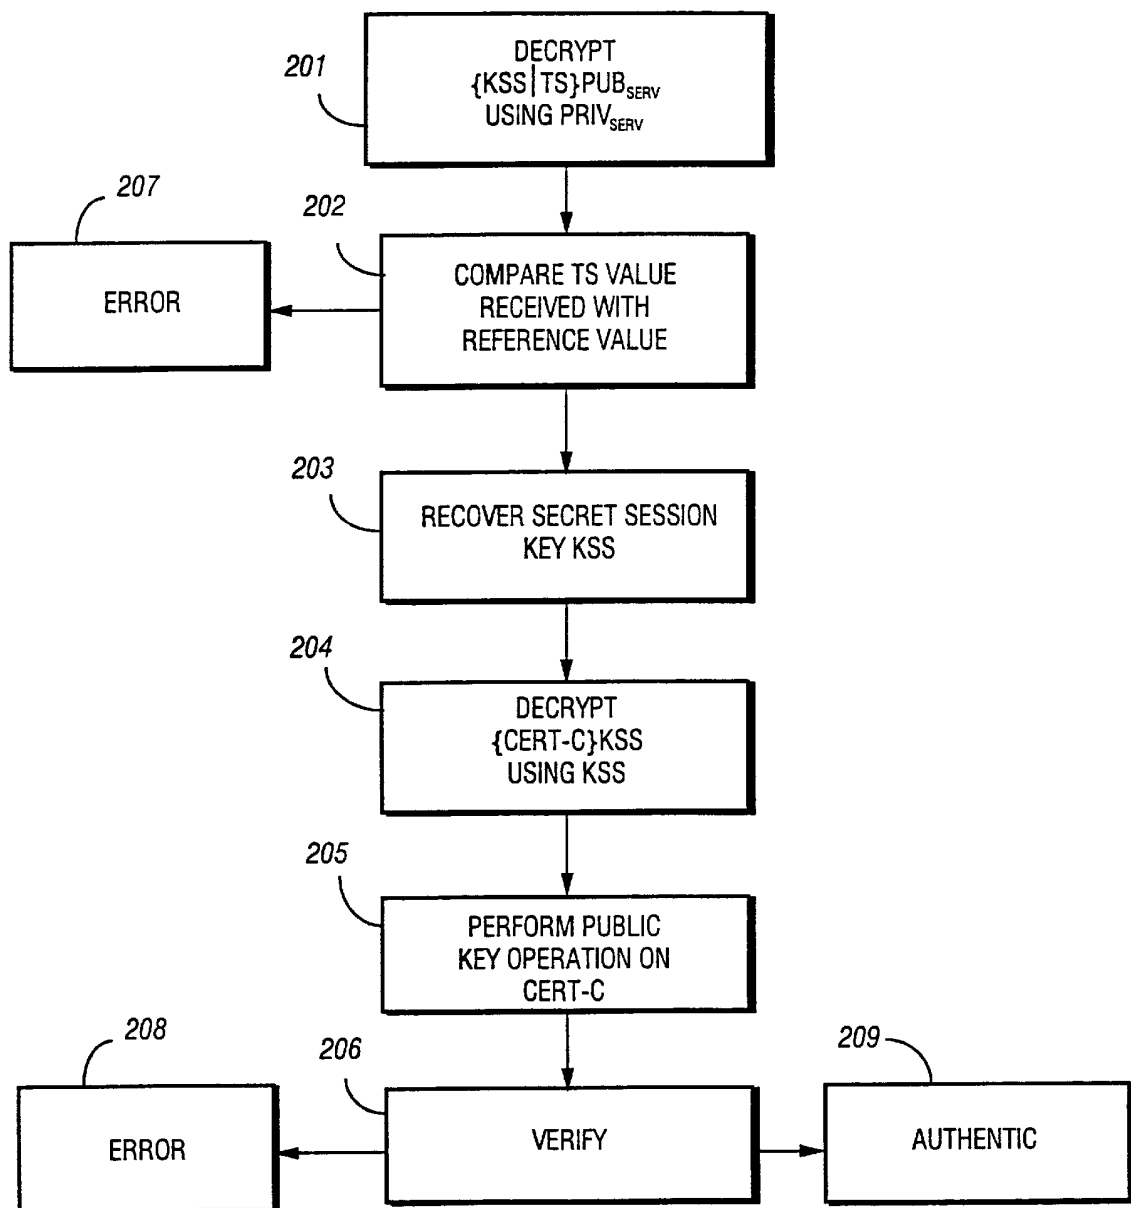 201
DECRYPT
{KSS|TS}PUBSERV
USING PRIVSERV
207
ERROR
202
COMPARE TS VALUE
RECEIVED WITH
REFERENCE VALUE
203
RECOVER SECRET SESSION
KEY KSS
204
DECRYPT
{CERT-C}KSS
USING KSS
205
PERFORM PUBLIC
KEY OPERATION ON
CERT-C
208
ERROR
206
VERIFY
209
AUTHENTIC